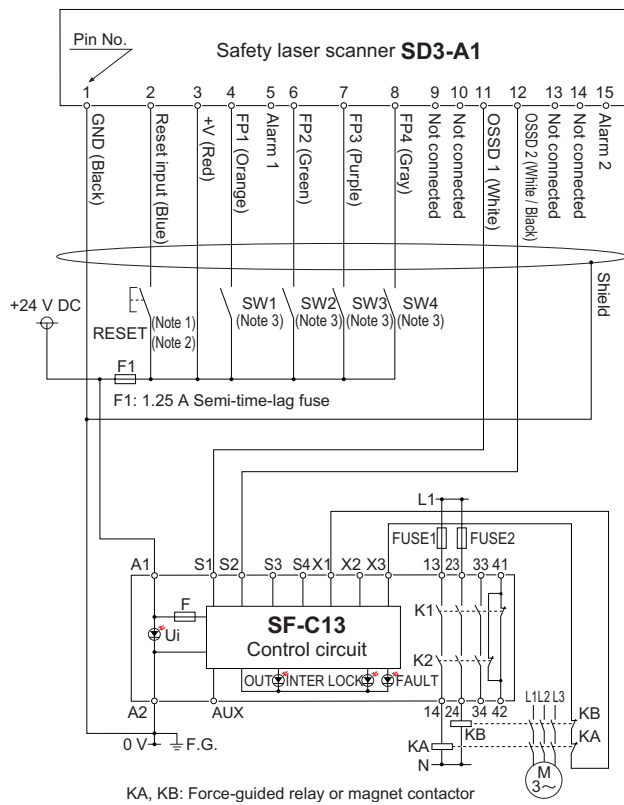 Pin No.
Safety laser scanner SD3-A1
1 2 3 4 5 6 7 8 9 10 11 12 13 14 15
GND (Black)
Reset input (Blue)
+V (Red)
FP1 (Orange)
Alarm 1
FP2 (Green)
FP3 (Purple)
FP4 (Gray)
Not connected
Not connected
OSSD 1 (White)
OSSD 2 (White / Black)
Not connected
Not connected
Alarm 2
Shield
+24 V DC
RESET
(Note 1)
(Note 2)
SW1
(Note 3)
SW2
(Note 3)
SW3
(Note 3)
SW4
(Note 3)
F1
F1: 1.25 A Semi-time-lag fuse
L1
FUSE1 FUSE2
A1 S1 S2 S3 S4 X1 X2 X3 13 23 33 41
F
Ui
SF-C13
Control circuit
K1
K2
OUT INTER LOCK FAULT
A2 AUX 14 24 34 42
L1 L2 L3
KB
KB
KA
KA
0 V
F.G.
N
M
3~
KA, KB: Force-guided relay or magnet contactor